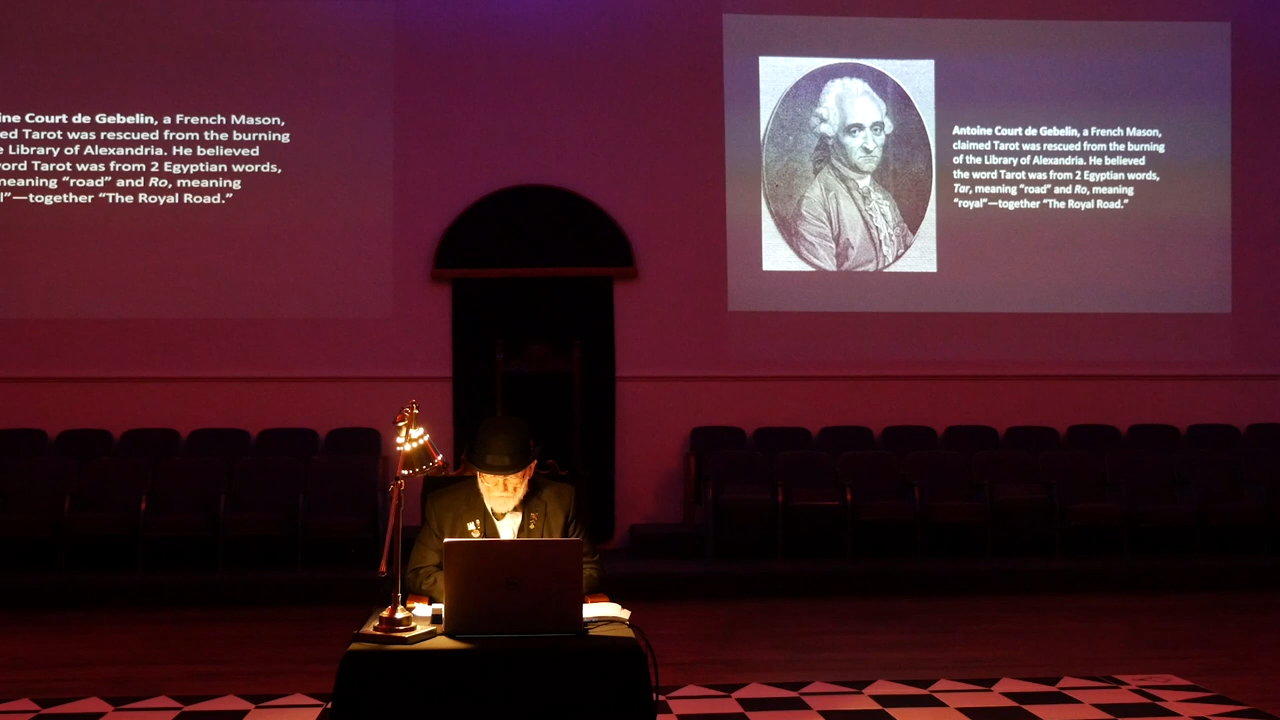 ine Court de Gebelin, a French Mason,
ed Tarot was rescued from the burning
e Library of Alexandria. He believed
word Tarot was from 2 Egyptian words,
meaning "road" and Ro, meaning
l"—together "The Royal Road."
Antoine Court de Gebelin, a French Mason,
claimed Tarot was rescued from the burning
of the Library of Alexandria. He believed
the word Tarot was from 2 Egyptian words,
Tar, meaning "road" and Ro, meaning
"royal"—together "The Royal Road."